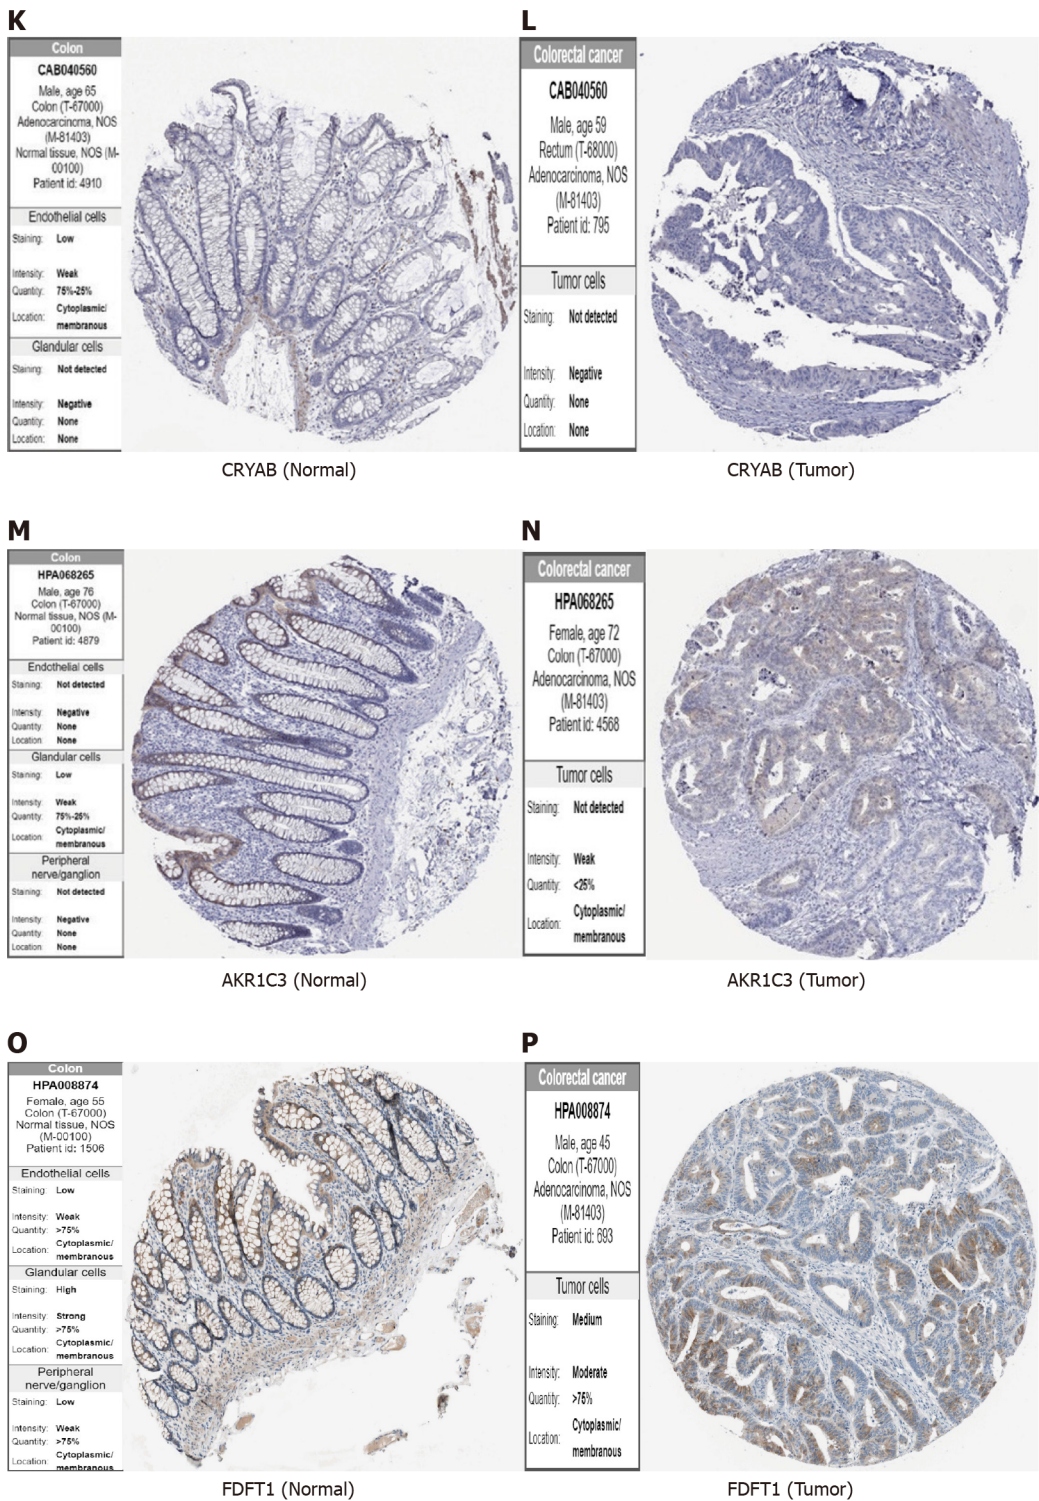 K
Colon
CAB040560
Male, age 65
Colon (T-67000)
Adenocarcinoma, NOS
(M-81403)
Normal tissue, NOS (M-
00100)
Patient id: 4910
Endothelial cells
Staining: Low
Intensity: Weak
Quantity: 75%-25%
Location: Cytoplasmic/
membranous
Glandular cells
Staining: Not detected
Intensity: Negative
Quantity: None
Location: None
CRYAB (Normal)
L
Colorectal cancer
CAB040560
Male, age 59
Rectum (T-68000)
Adenocarcinoma, NOS
(M-81403)
Patient id: 795
Tumor cells
Staining: Not detected
Intensity: Negative
Quantity: None
Location: None
CRYAB (Tumor)
M
Colon
HPA068265
Male, age 76
Colon (T-67000)
Normal tissue, NOS (M-
00100)
Patient id: 4879
Endothelial cells
Staining: Not detected
Intensity: Negative
Quantity: None
Location: None
Glandular cells
Staining: Low
Intensity: Weak
Quantity: 75%-25%
Location: Cytoplasmic/
membranous
Peripheral
nerve/ganglion
Staining: Not detected
Intensity: Negative
Quantity: None
Location: None
AKR1C3 (Normal)
N
Colorectal cancer
HPA068265
Female, age 72
Colon (T-67000)
Adenocarcinoma, NOS
(M-81403)
Patient id: 4568
Tumor cells
Staining: Not detected
Intensity: Weak
Quantity: <25%
Location: Cytoplasmic/
membranous
AKR1C3 (Tumor)
O
Colon
HPA008874
Female, age 55
Colon (T-67000)
Normal tissue, NOS
(M-00100)
Patient id: 1506
Endothelial cells
Staining: Low
Intensity: Weak
Quantity: >75%
Location: Cytoplasmic/
membranous
Glandular cells
Staining: High
Intensity: Strong
Quantity: >75%
Location: Cytoplasmic/
membranous
Peripheral
nerve/ganglion
Staining: Low
Intensity: Weak
Quantity: >75%
Location: Cytoplasmic/
membranous
FDFT1 (Normal)
P
Colorectal cancer
HPA008874
Male, age 45
Colon (T-67000)
Adenocarcinoma, NOS
(M-81403)
Patient id: 693
Tumor cells
Staining: Medium
Intensity: Moderate
Quantity: >75%
Location: Cytoplasmic/
membranous
FDFT1 (Tumor)